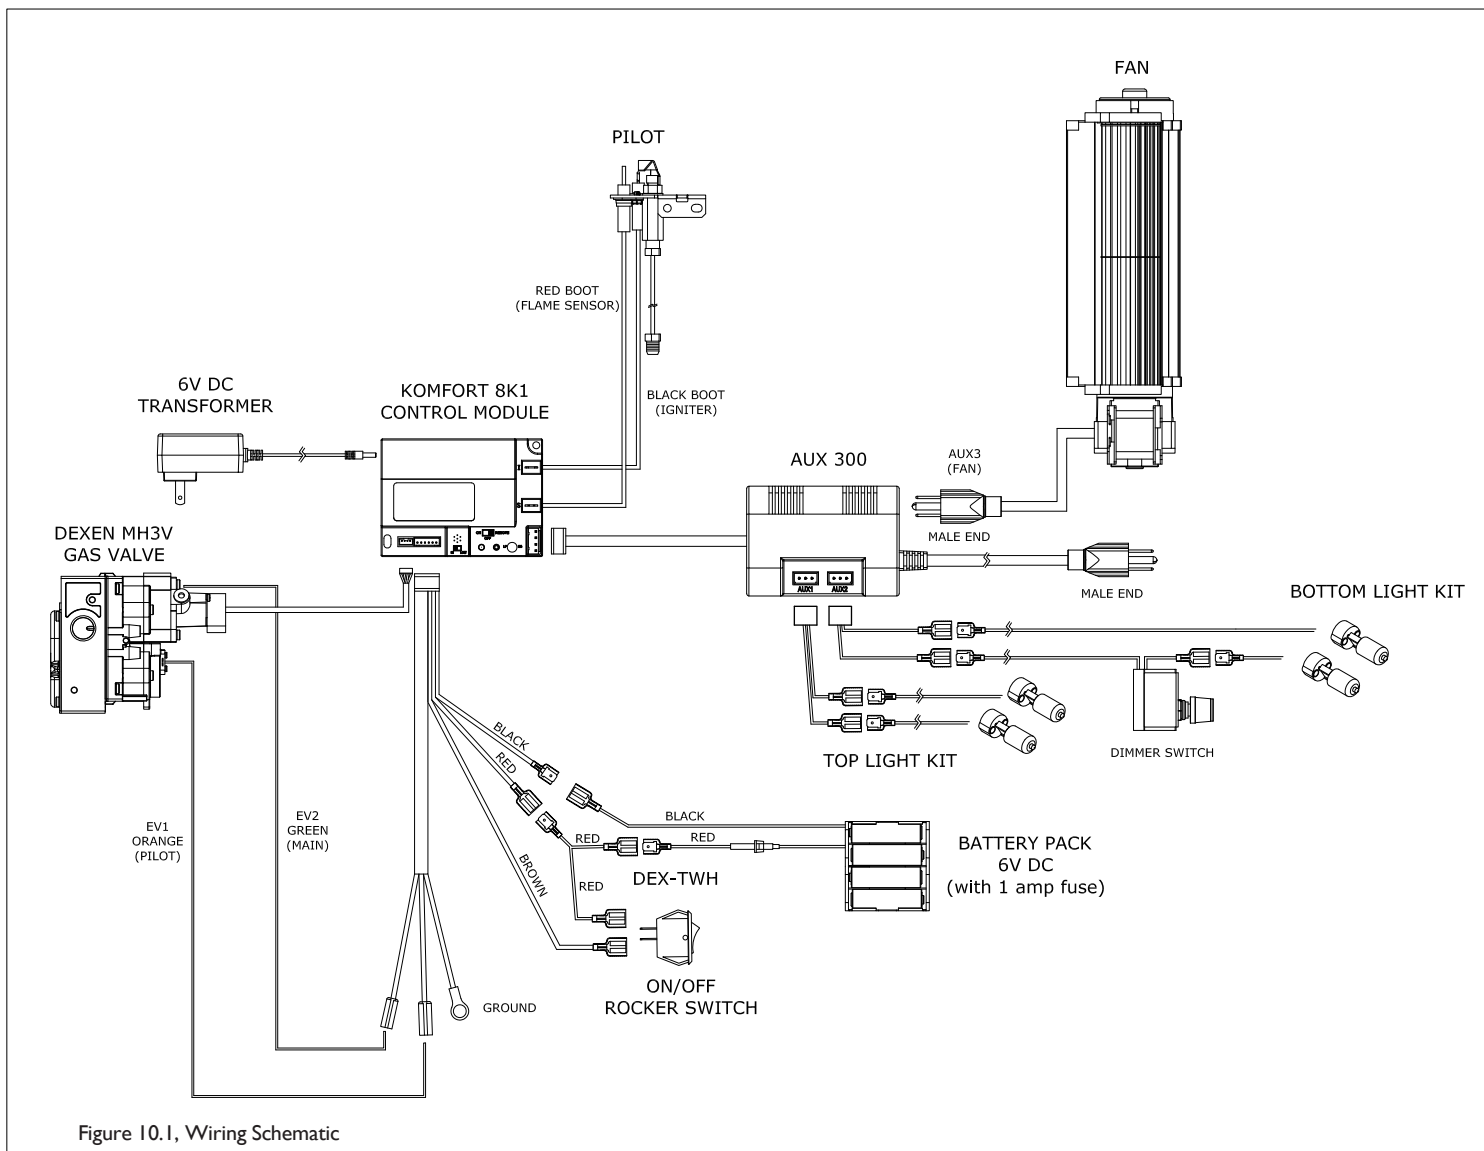 FAN
PILOT
RED BOOT
(FLAME SENSOR)
BLACK BOOT
(IGNITER)
6V DC
TRANSFORMER
KOMFORT 8K1
CONTROL MODULE
I
S
AUX 300
AUX3
(FAN)
MALE END
MALE END
AUX1
AUX2
DEXEN MH3V
GAS VALVE
BOTTOM LIGHT KIT
TOP LIGHT KIT
DIMMER SWITCH
BLACK
RED
BROWN
BLACK
RED
RED
RED
DEX-TWH
BATTERY PACK
6V DC
(with 1 amp fuse)
EV1
ORANGE
(PILOT)
EV2
GREEN
(MAIN)
ON/OFF
ROCKER SWITCH
GROUND
Figure 10.1, Wiring Schematic